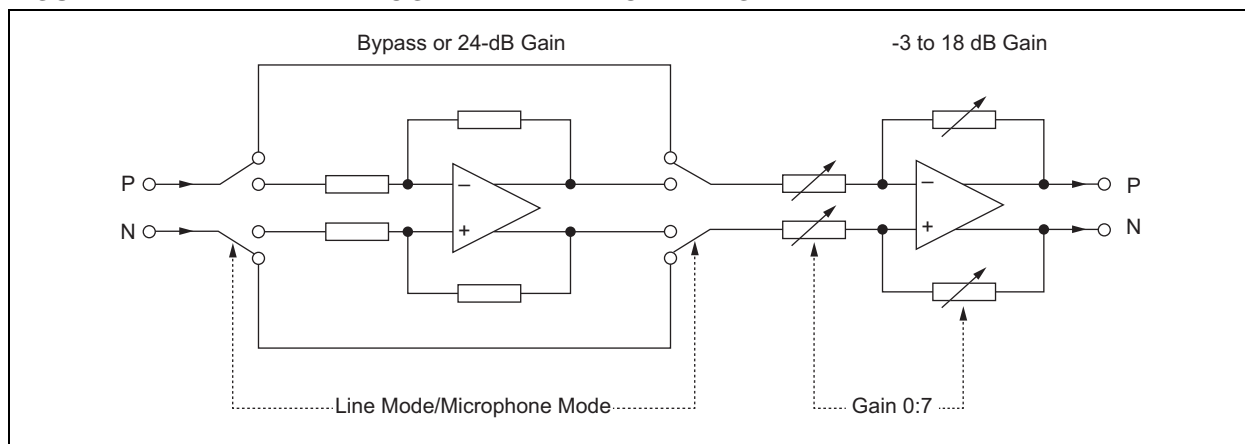 Bypass or 24-dB Gain
-3 to 18 dB Gain
P
N
−
+
−
+
P
N
Line Mode/Microphone Mode
Gain 0:7